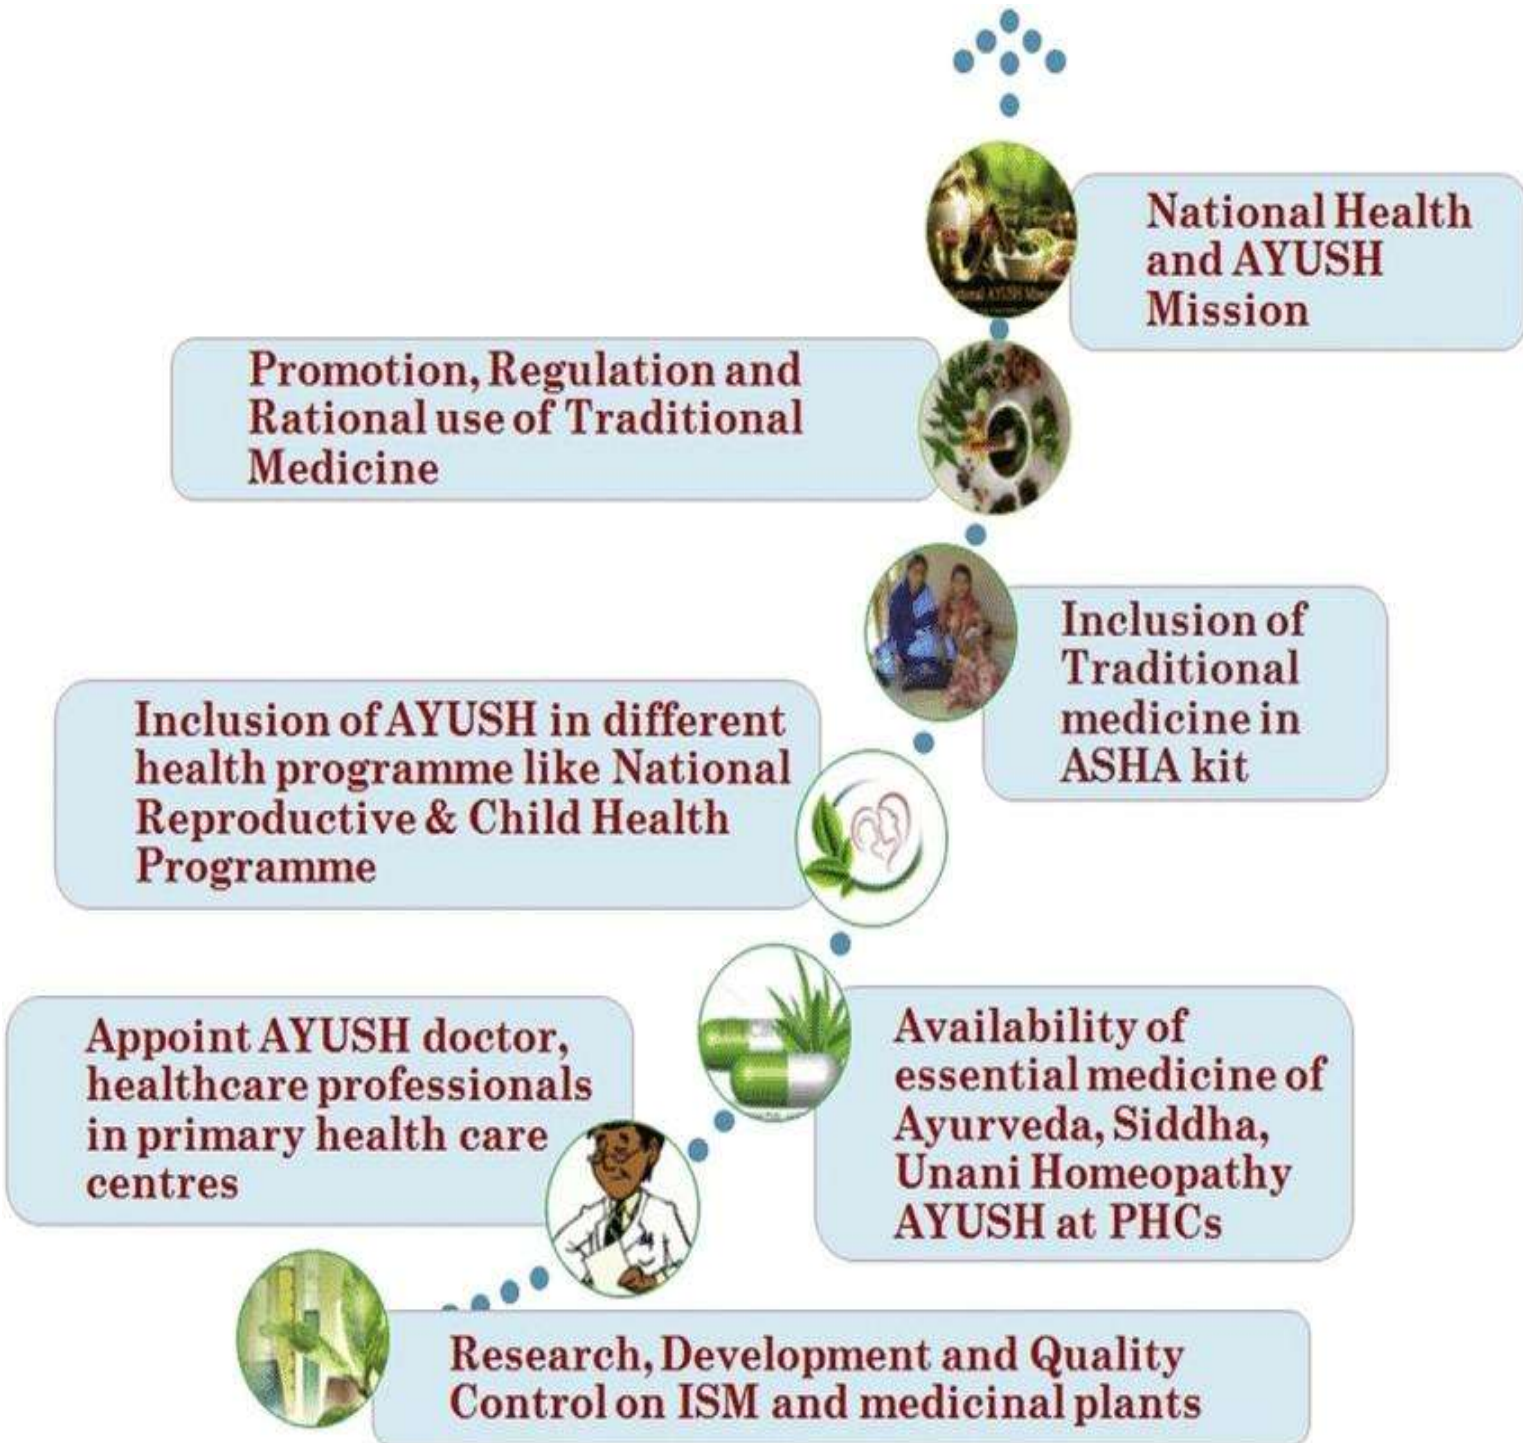 National Health
and AYUSH
Mission
Promotion, Regulation and
Rational use of Traditional
Medicine
Inclusion of
Traditional
medicine in
ASHA kit
Inclusion of AYUSH in different
health programme like National
Reproductive & Child Health
Programme
Availability of
essential medicine of
Ayurveda, Siddha,
Unani Homeopathy
AYUSH at PHCs
Appoint AYUSH doctor,
healthcare professionals
in primary health care
centres
Research, Development and Quality
Control on ISM and medicinal plants